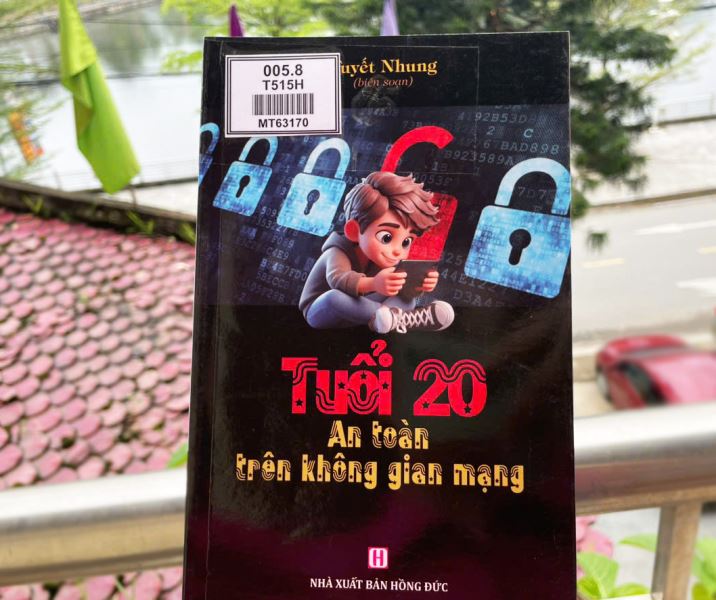 005.8
T515H
MT63170
Nhung
(biên soạn)
Tuổi 20
An toàn
trên không gian mạng
H
NHÀ XUẤT BẢN HỒNG ĐỨC